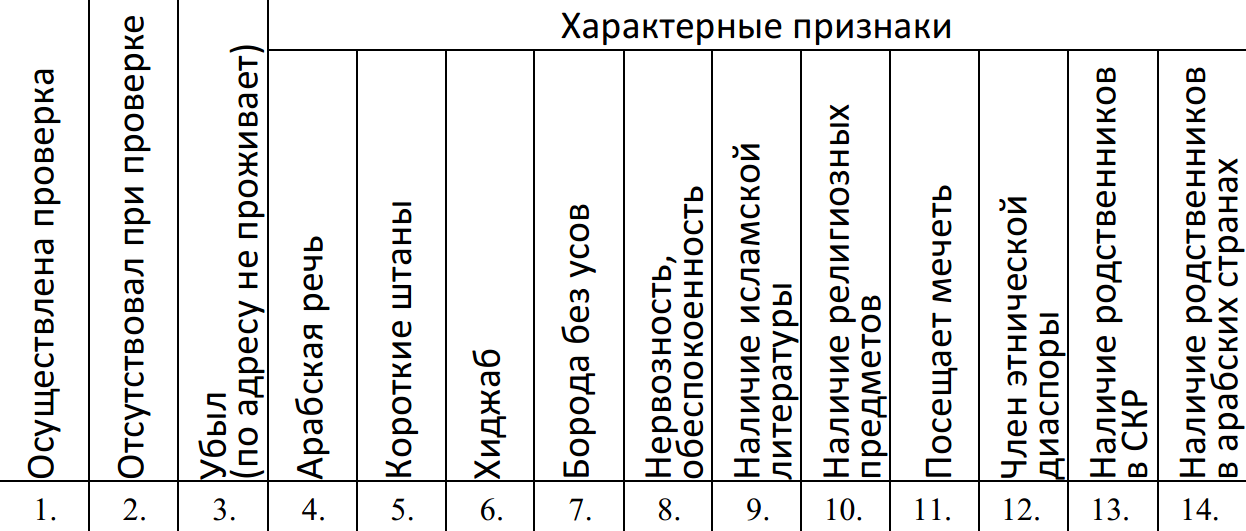 Характерные признаки
Осуществлена проверка
Отсутствовал при проверке
Убыл
(по адресу не проживает)
Арабская речь
Короткие штаны
Хиджаб
Борода без усов
Нервозность,
обеспокоенность
Наличие исламской
литературы
Наличие религиозных
предметов
Посещает мечеть
Член этнической
диаспоры
Наличие родственников
в СКР
Наличие родственников
в арабских странах
1. 2. 3. 4. 5. 6. 7. 8. 9. 10. 11. 12. 13. 14.